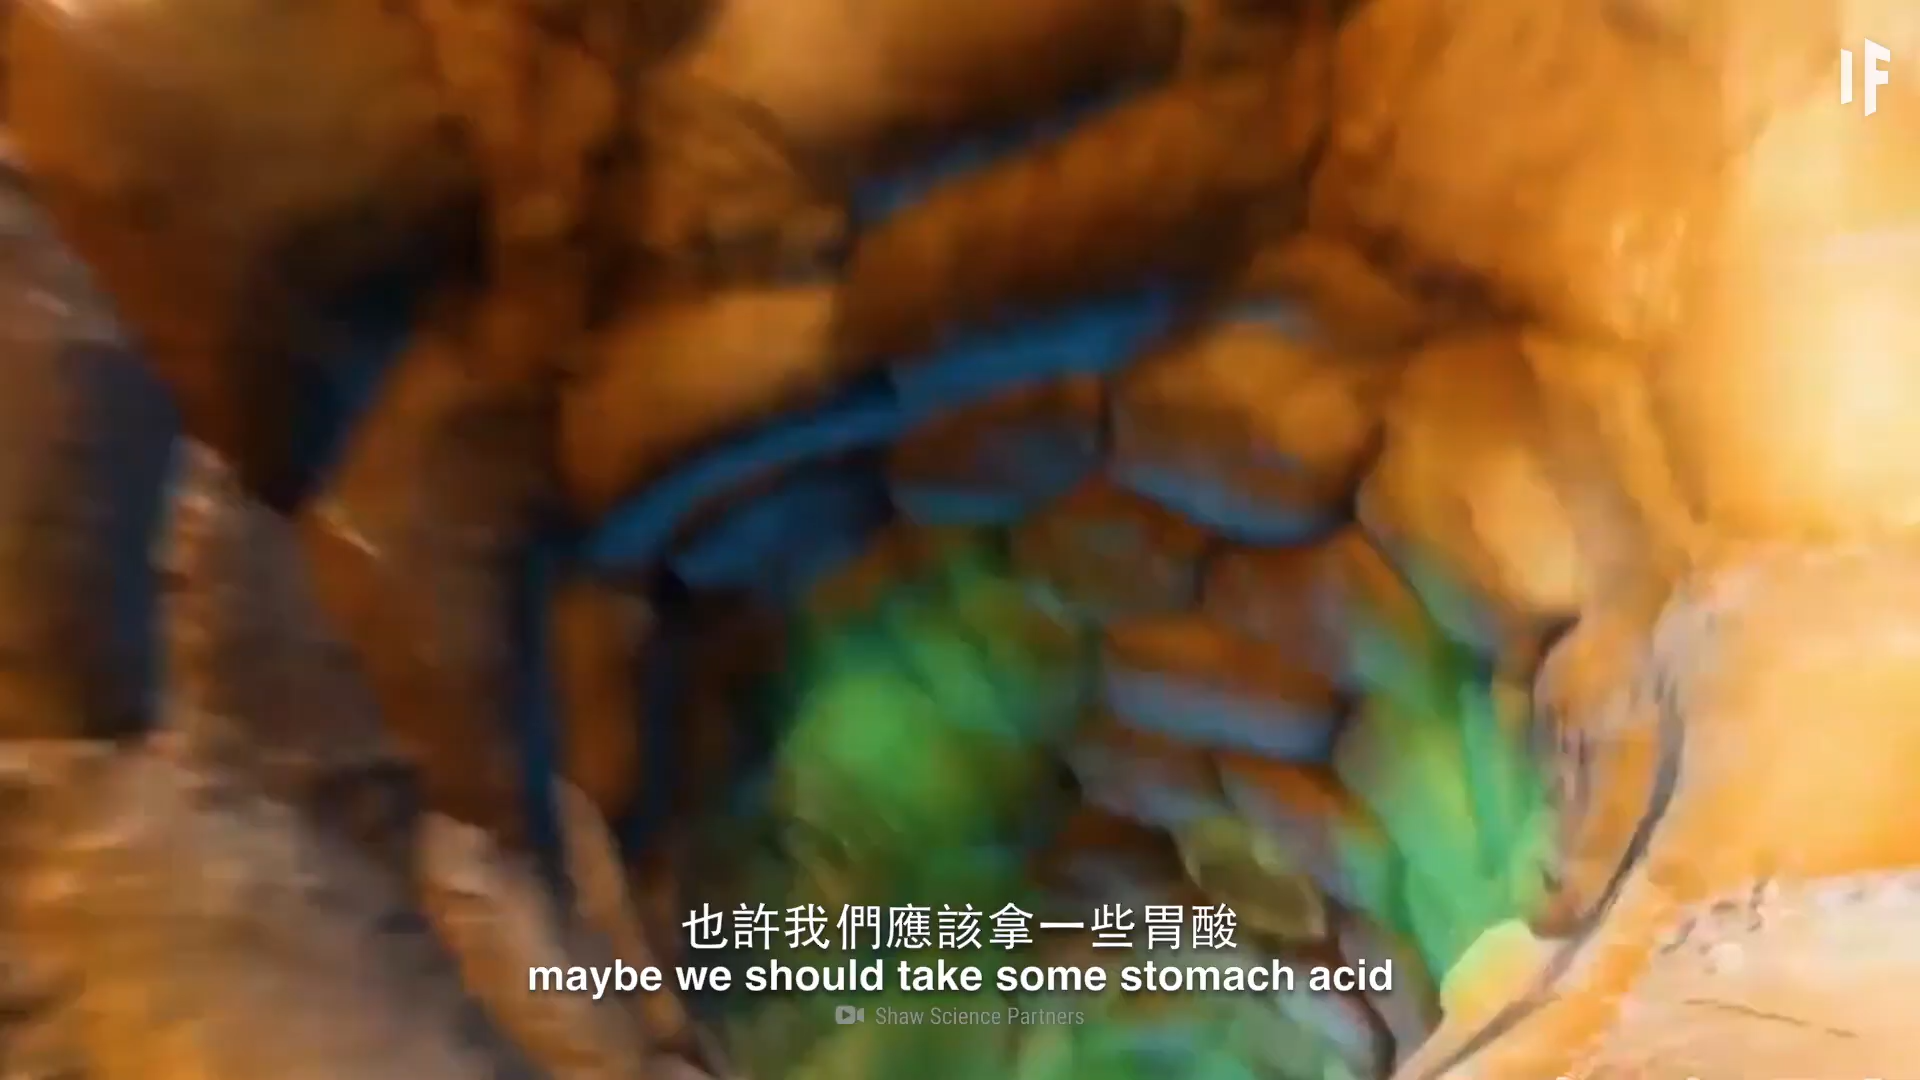 IF
也許我們應該拿一些胃酸
maybe we should take some stomach acid
Shaw Science Partners